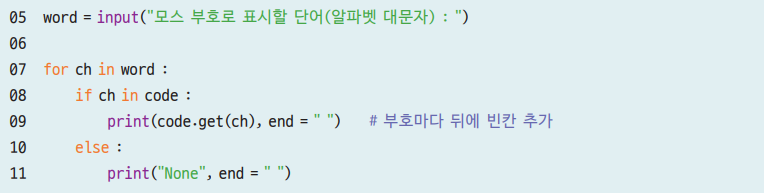 05 word = input("모스 부호로 표시할 단어(알파벳 대문자) : ")
06
07 for ch in word :
08 if ch in code :
09 print(code.get(ch), end = " ") # 부호마다 뒤에 빈칸 추가
10 else :
11 print("None", end = " ")